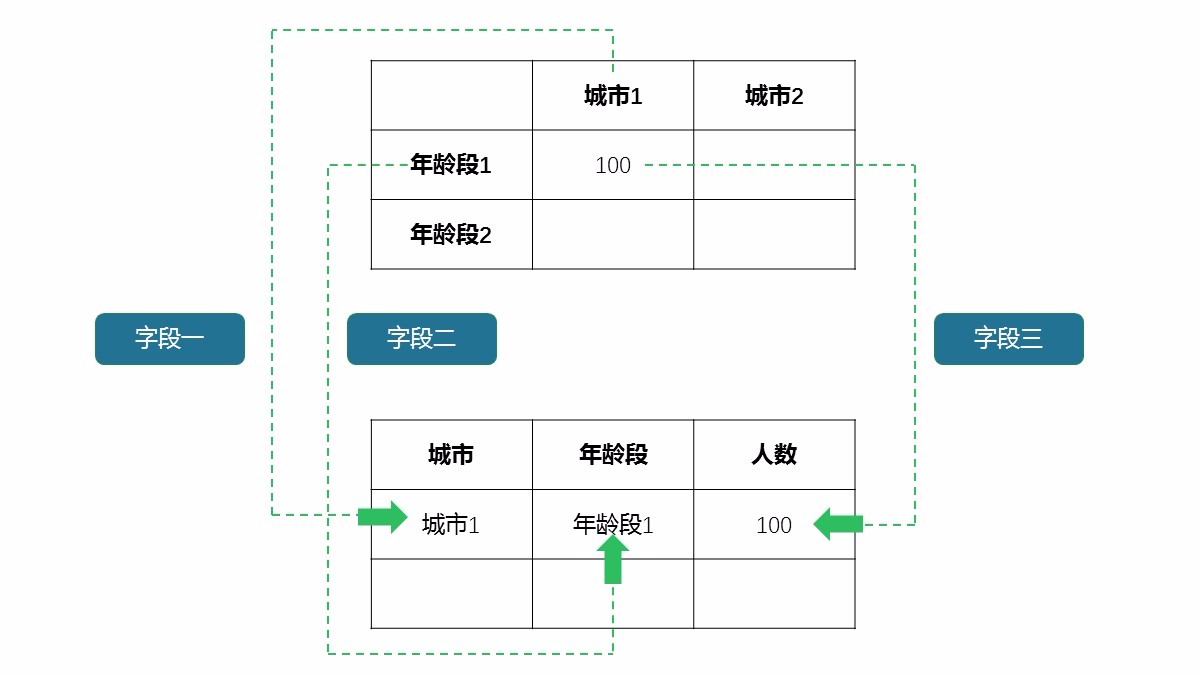 城市1 城市2
年龄段1 100
年龄段2
字段一 字段二 字段三
城市 年龄段 人数
城市1 年龄段1 100